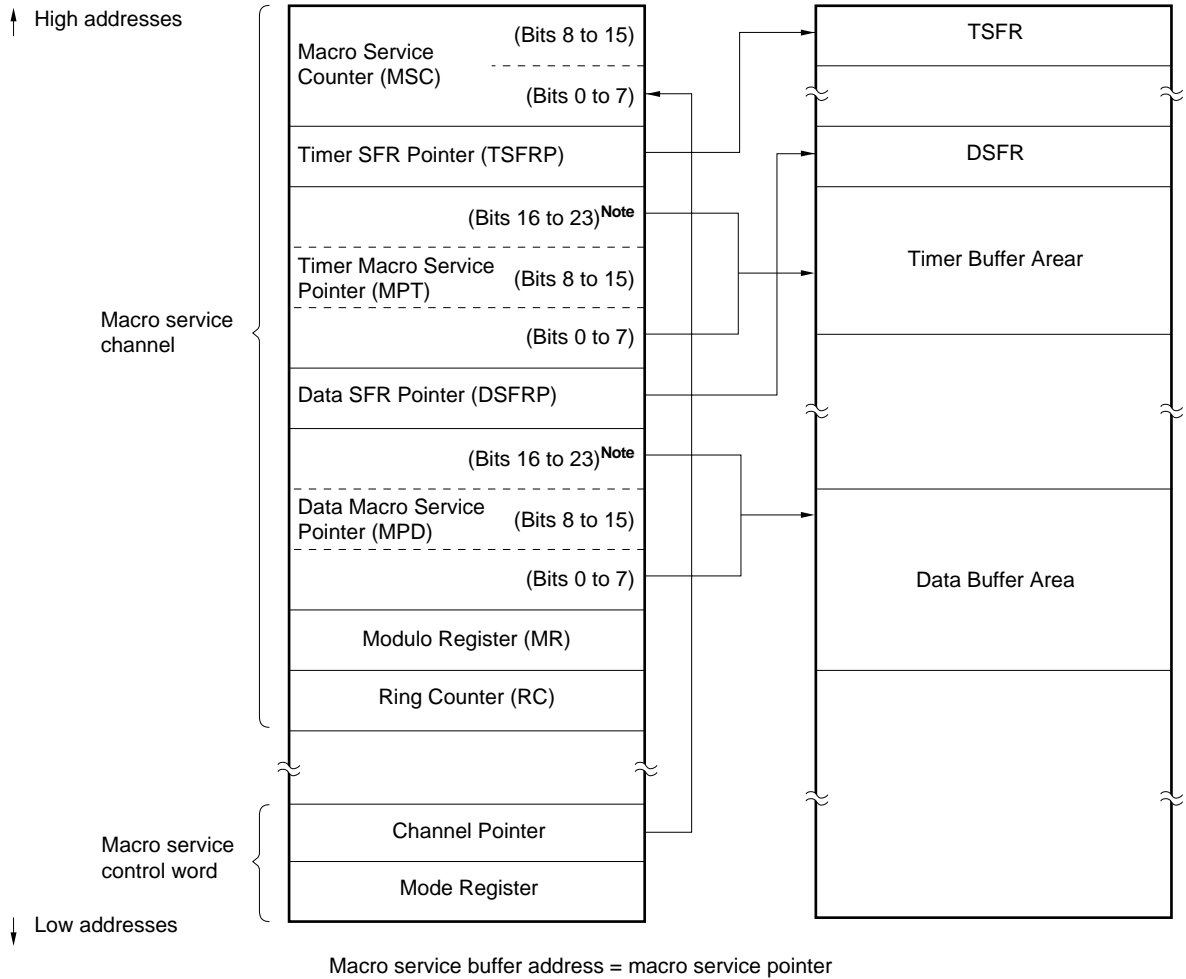 High addresses
Macro Service
Counter (MSC)
(Bits 8 to 15)
(Bits 0 to 7)
Timer SFR Pointer (TSFRP)
(Bits 16 to 23)Note
Timer Macro Service
Pointer (MPT)
(Bits 8 to 15)
(Bits 0 to 7)
Data SFR Pointer (DSFRP)
(Bits 16 to 23)Note
Data Macro Service
Pointer (MPD)
(Bits 8 to 15)
(Bits 0 to 7)
Modulo Register (MR)
Ring Counter (RC)
Macro service
channel
Channel Pointer
Mode Register
Macro service
control word
Low addresses
TSFR
DSFR
Timer Buffer Arear
Data Buffer Area
Macro service buffer address = macro service pointer